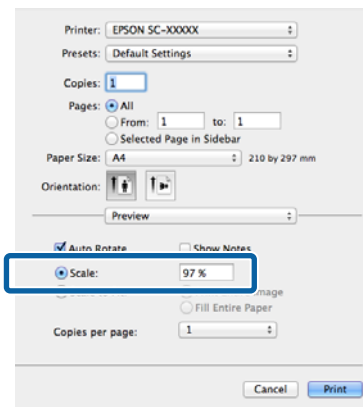 Printer: EPSON SC-XXXXX
Presets: Default Settings
Copies: 1
Pages: All
From: 1 to: 1
Selected Page in Sidebar
Paper Size: A4 210 by 297 mm
Orientation:
Preview
Auto Rotate Show Notes
Scale: 97 %
Fill Entire Paper
Copies per page: 1
Cancel Print